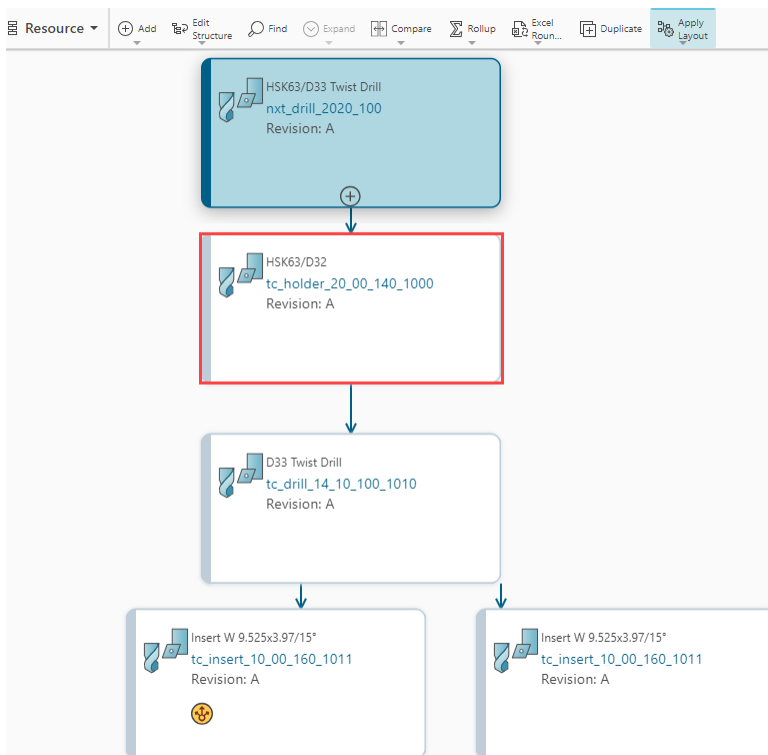 Resource
Add
Edit
Structure
Find
Expand
Compare
Rollup
Excel
Roun...
Duplicate
Apply
Layout
HSK63/D33 Twist Drill
nxt_drill_2020_100
Revision: A
HSK63/D32
tc_holder_20_00_140_1000
Revision: A
D33 Twist Drill
tc_drill_14_10_100_1010
Revision: A
Insert W 9.525x3.97/15°
tc_insert_10_00_160_1011
Revision: A
Insert W 9.525x3.97/15°
tc_insert_10_00_160_1011
Revision: A